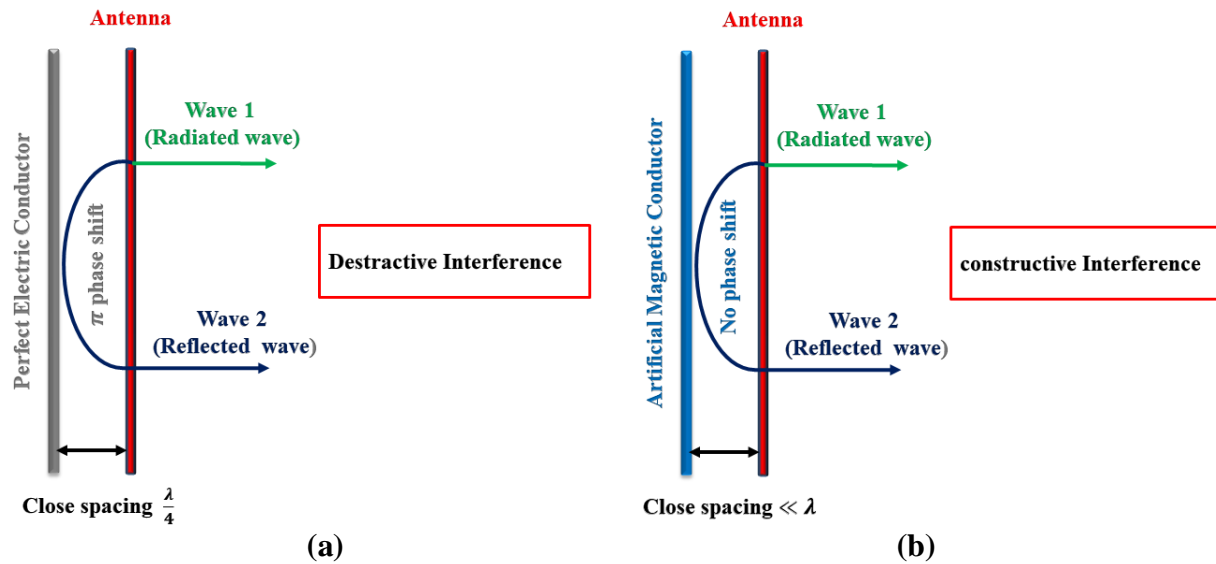 Antenna
Perfect Electric Conductor
Wave 1
(Radiated wave)
π phase shift
Destractive Interference
Wave 2
(Reflected wave)
Close spacing λ/4
(a)
Antenna
Artificial Magnetic Conductor
Wave 1
(Radiated wave)
No phase shift
constructive Interference
Wave 2
(Reflected wave)
Close spacing ≪ λ
(b)